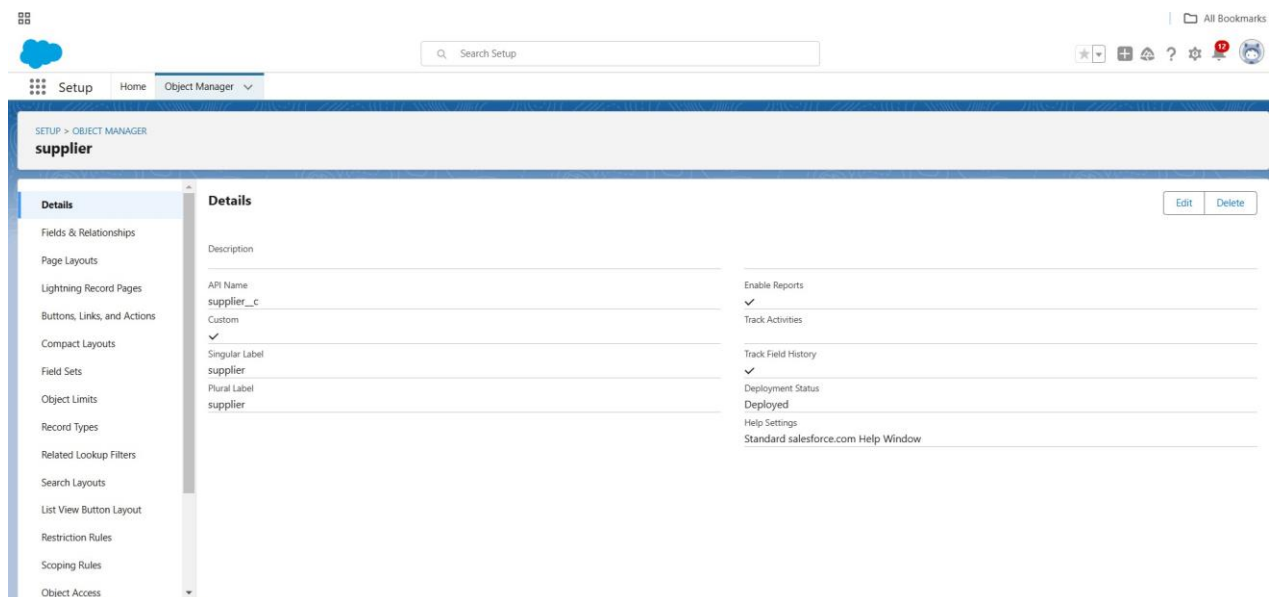 All Bookmarks
Search Setup
12
Setup Home Object Manager
SETUP > OBJECT MANAGER
supplier
Details
Fields & Relationships
Page Layouts
Lightning Record Pages
Buttons, Links, and Actions
Compact Layouts
Field Sets
Object Limits
Record Types
Related Lookup Filters
Search Layouts
List View Button Layout
Restriction Rules
Scoping Rules
Object Access
Details
Edit Delete
Description
API Name
supplier__c
Custom
Singular Label
supplier
Plural Label
supplier
Enable Reports
Track Activities
Track Field History
Deployment Status
Deployed
Help Settings
Standard salesforce.com Help Window